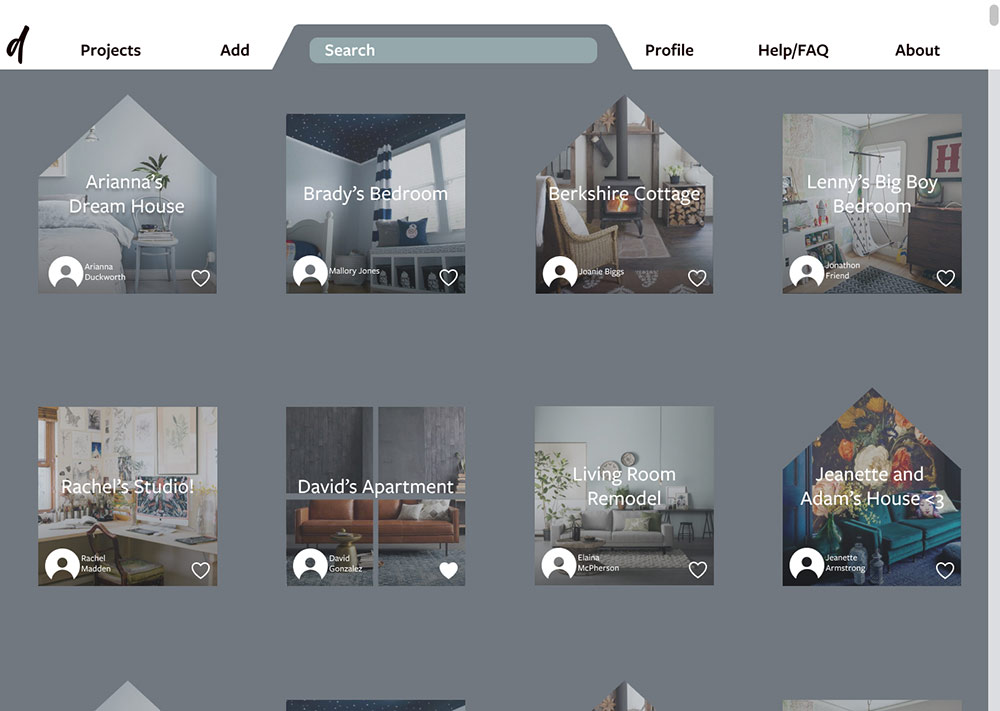 d
Projects
Add
Search
Profile
Help/FAQ
About
Arianna's
Dream House
Arianna
Duckworth
Brady's Bedroom
Mallory Jones
Berkshire Cottage
Joanie Biggs
H
Lenny's Big Boy
Bedroom
Jonathon
Friend
Rachel's Studio!
Rachel
Madden
David's Apartment
David
Gonzalez
Living Room
Remodel
Elaina
McPherson
Jeanette and
Adam's House <3
Jeanette
Armstrong